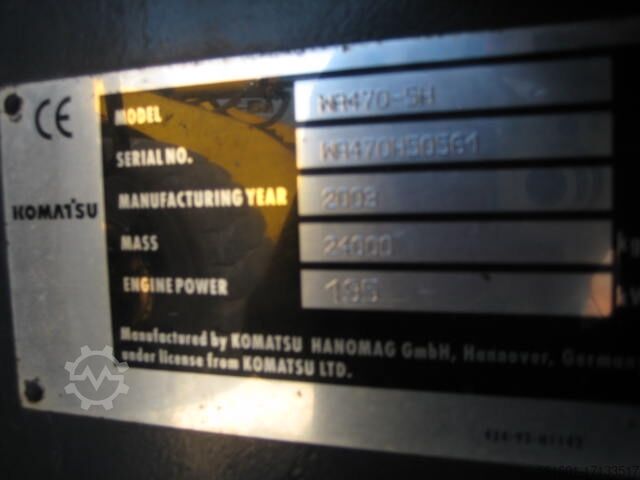 CE
KOMATSU
MODEL WA470-5H
SERIAL NO. WA470H50561
MANUFACTURING YEAR 2003
MASS 24000
ENGINE POWER 195
Manufactured by KOMATSU HANOMAG GmbH, Hannover, German
under license from KOMATSU LTD.